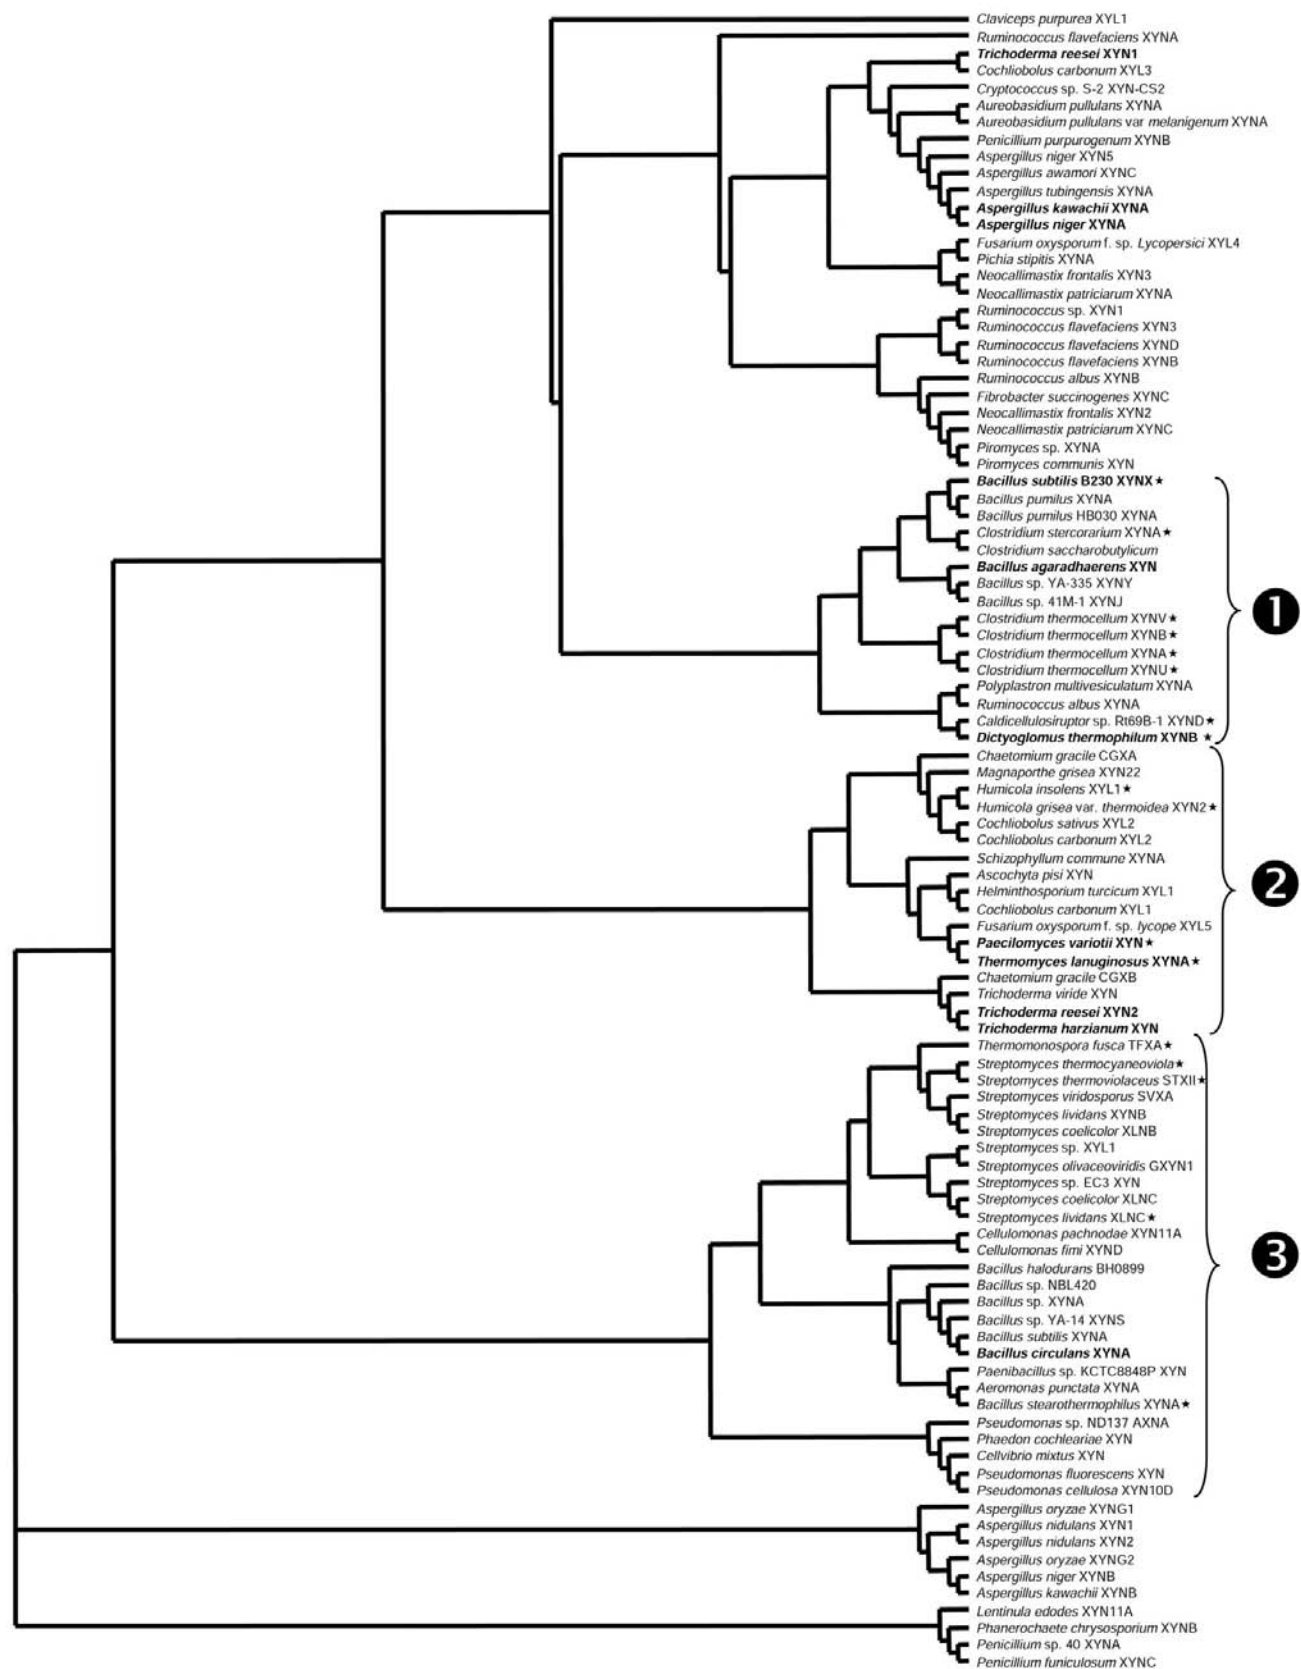 Claviceps purpurea XYL1
Ruminococcus flavefaciens XYNA
Trichoderma reesei XYN1
Cochliobolus carbonum XYL3
Cryptococcus sp. S-2 XYN-CS2
Aureobasidium pullulans XYNA
Aureobasidium pullulans var melanigenum XYNA
Penicillium purpurogenum XYNB
Aspergillus niger XYN5
Aspergillus awamori XYNC
Aspergillus tubingensis XYNA
Aspergillus kawachii XYNA
Aspergillus niger XYNA
Fusarium oxysporum f. sp. Lycopersici XYL4
Pichia stipitis XYNA
Neocallimastix frontalis XYN3
Neocallimastix patriciarum XYNA
Ruminococcus sp. XYN1
Ruminococcus flavefaciens XYN3
Ruminococcus flavefaciens XYND
Ruminococcus flavefaciens XYNB
Ruminococcus albus XYNB
Fibrobacter succinogenes XYNC
Neocallimastix frontalis XYN2
Neocallimastix patriciarum XYNC
Piromyces sp. XYNA
Piromyces communis XYN
Bacillus subtilis B230 XYNX★
Bacillus pumilus XYNA
Bacillus pumilus HB030 XYNA
Clostridium stercorarium XYNA★
Clostridium saccharobutylicum
Bacillus agaradhaerens XYN
Bacillus sp. YA-335 XYNY
Bacillus sp. 41M-1 XYNJ
❶
Clostridium thermocellum XYNV★
Clostridium thermocellum XYNB★
Clostridium thermocellum XYNA★
Clostridium thermocellum XYNU★
Polyplastron multivesiculatum XYNA
Ruminococcus albus XYNA
Caldicellulosiruptor sp. Rt69B-1 XYND★
Dictyoglomus thermophilum XYNB ★
Chaetomium gracile CGXA
Magnaporthe grisea XYN22
Humicola insolens XYL1★
Humicola grisea var. thermoidea XYN2★
Cochliobolus sativus XYL2
Cochliobolus carbonum XYL2
Schizophyllum commune XYNA
Ascochyta pisi XYN
❷
Helminthosporium turcicum XYL1
Cochliobolus carbonum XYL1
Fusarium oxysporum f. sp. lycope XYL5
Paecilomyces variotii XYN★
Thermomyces lanuginosus XYNA★
Chaetomium gracile CGXB
Trichoderma viride XYN
Trichoderma reesei XYN2
Trichoderma harzianum XYN
Thermomonospora fusca TFXA★
Streptomyces thermocyaneoviola★
Streptomyces thermoviolaceus STXII★
Streptomyces viridosporus SVXA
Streptomyces lividans XYNB
Streptomyces coelicolor XLNB
Streptomyces sp. XYL1
Streptomyces olivaceoviridis GXYN1
Streptomyces sp. EC3 XYN
Streptomyces coelicolor XLNC
Streptomyces lividans XLNC★
Cellulomonas pachnodae XYN11A
Cellulomonas fimi XYND
❸
Bacillus halodurans BH0899
Bacillus sp. NBL420
Bacillus sp. XYNA
Bacillus sp. YA-14 XYNS
Bacillus subtilis XYNA
Bacillus circulans XYNA
Paenibacillus sp. KCTC8848P XYN
Aeromonas punctata XYNA
Bacillus stearothermophilus XYNA★
Pseudomonas sp. ND137 AXNA
Phaedon cochleariae XYN
Cellvibrio mixtus XYN
Pseudomonas fluorescens XYN
Pseudomonas cellulosa XYN10D
Aspergillus oryzae XYNG1
Aspergillus nidulans XYN1
Aspergillus nidulans XYN2
Aspergillus oryzae XYNG2
Aspergillus niger XYNB
Aspergillus kawachii XYNB
Lentinula edodes XYN11A
Phanerochaete chrysosporium XYNB
Penicillium sp. 40 XYNA
Penicillium funiculosum XYNC